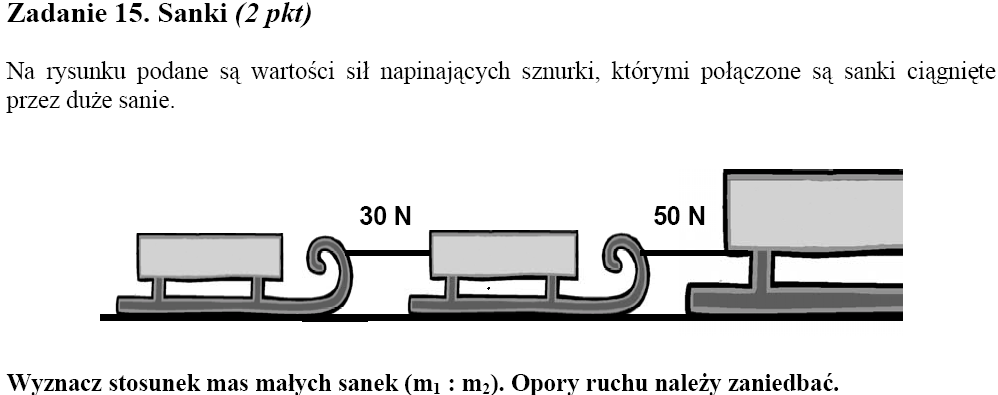 Zadanie 15. Sanki (2 pkt)
Na rysunku podane są wartości sił napinających sznurki, którymi połączone są sanki ciągnięte
przez duże sanie.
30 N
50 N
Wyznacz stosunek mas małych sanek (m₁ : m₂). Opory ruchu należy zaniedbać.